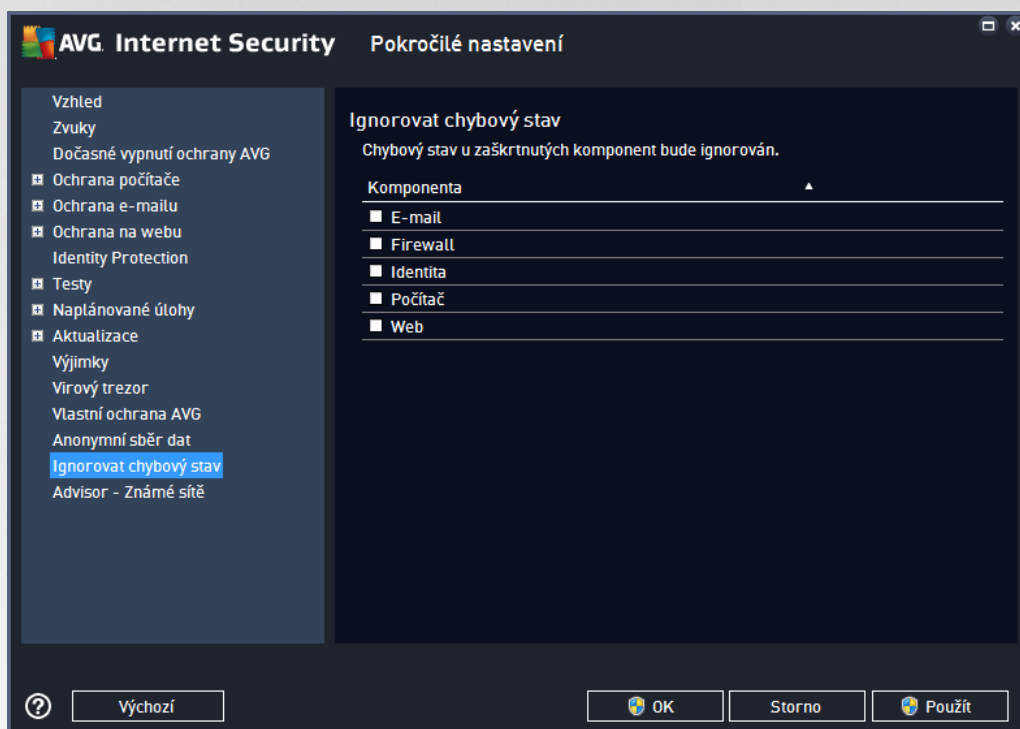 AVG. Internet Security Pokročilé nastavení
Vzhled
Zvuky
Dočasné vypnutí ochrany AVG
Ochrana počítače
Ochrana e-mailu
Ochrana na webu
Identity Protection
Testy
Naplánované úlohy
Aktualizace
Výjimky
Virový trezor
Vlastní ochrana AVG
Anonymní sběr dat
Ignorovat chybový stav
Advisor - Známé sítě
Ignorovat chybový stav
Chybový stav u zaškrtnutých komponent bude ignorován.
Komponenta
E-mail
Firewall
Identita
Počítač
Web
Výchozí
OK
Storno
Použít